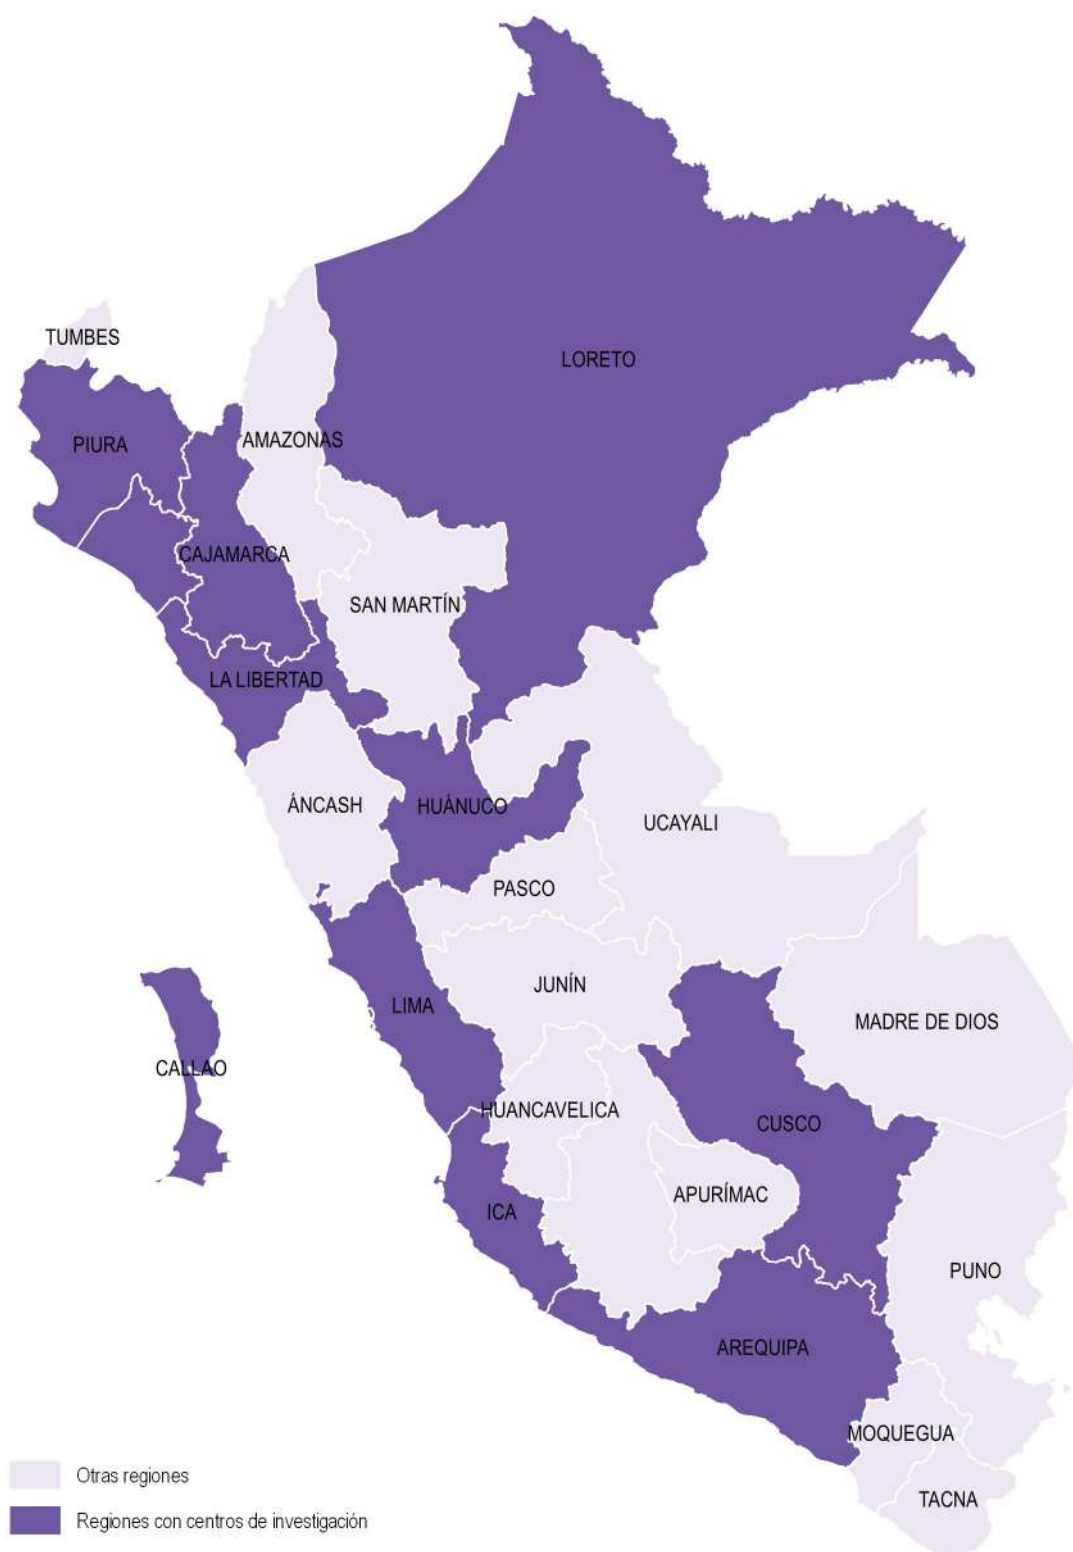 TUMBES
LORETO
PIURA
AMAZONAS
CAJAMARCA
SAN MARTÍN
LA LIBERTAD
ÁNCASH
HUÁNUCO
UCAYALI
PASCO
JUNÍN
LIMA
MADRE DE DIOS
CALLAO
HUANCAVELICA
CUSCO
APURÍMAC
ICA
PUNO
AREQUIPA
MOQUEGUA
TACNA
Otras regiones
Regiones con centros de investigación